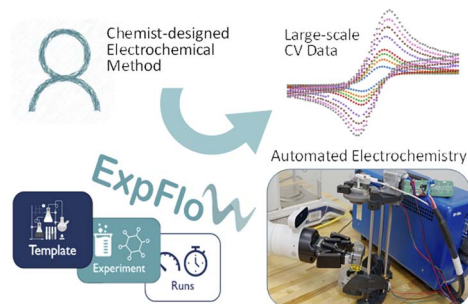 Chemist-designed
Electrochemical
Method
Large-scale
CV Data
Automated Electrochemistry
ExpFlow
Template
Experiment
Runs